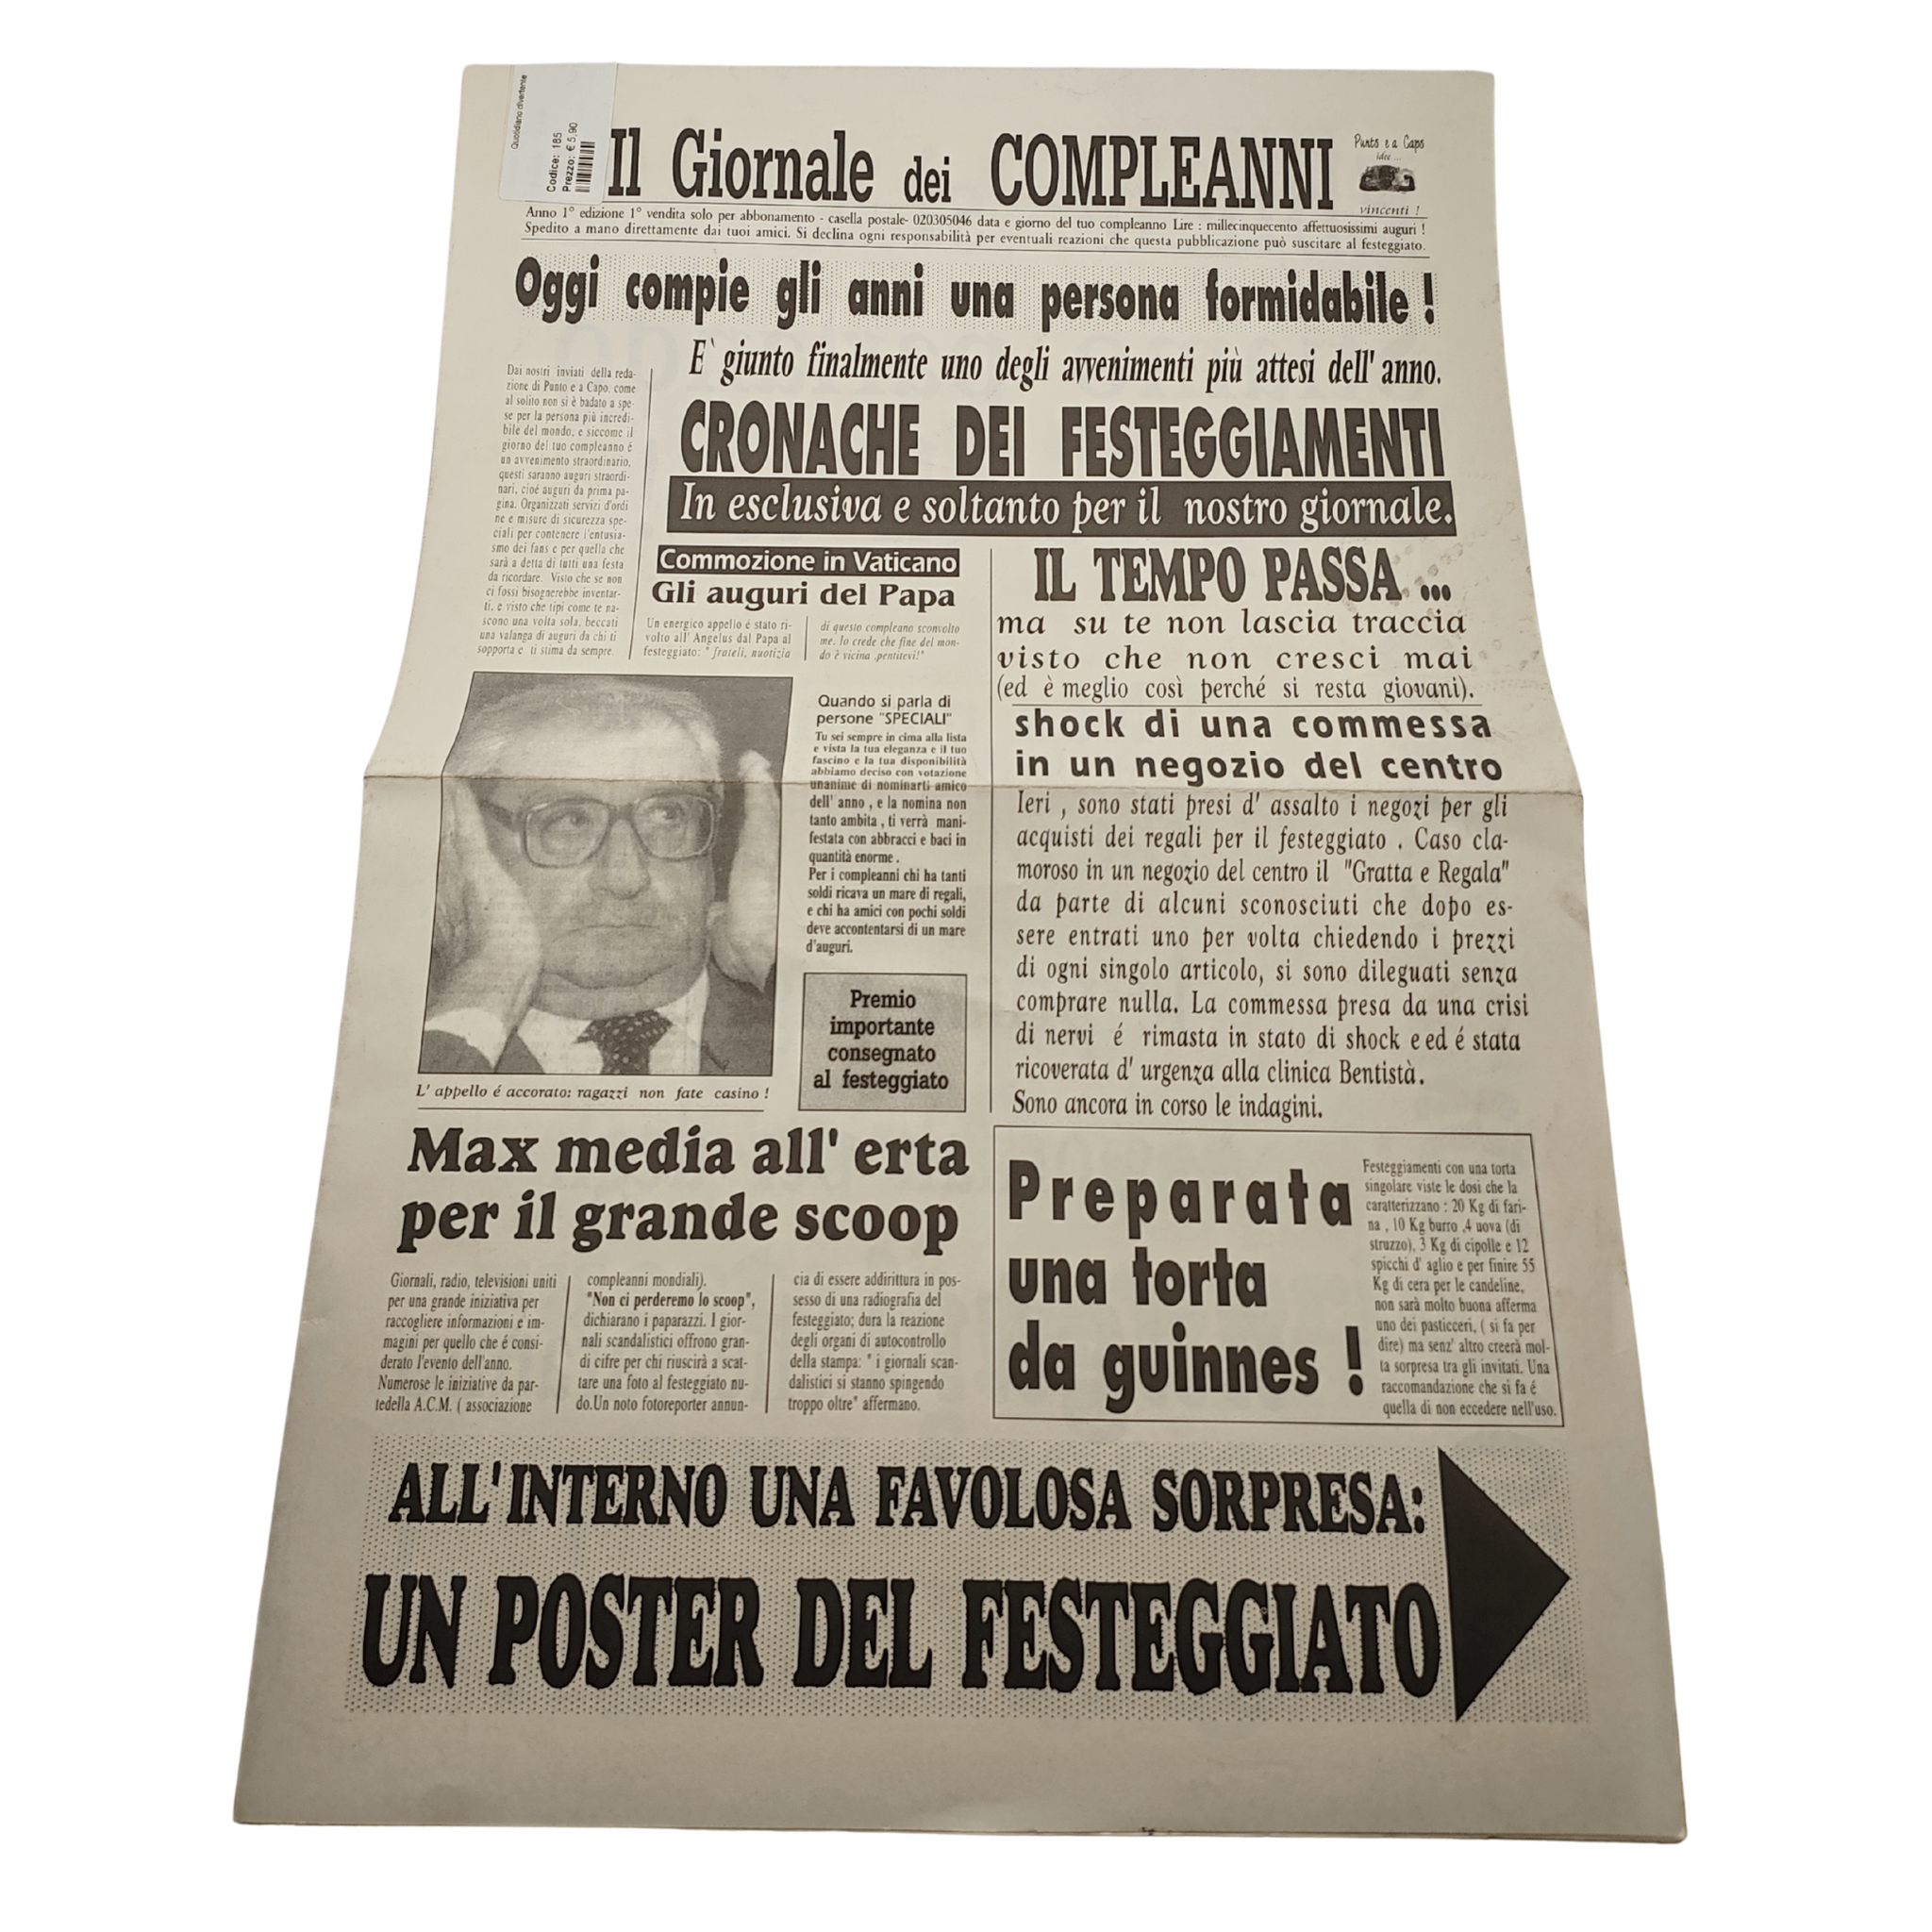 Quotidiano divertente
Codice: 185
Prezzo: € 5,90
Il Giornale dei COMPLEANNI
Punto e a Capo
idee ...
vincenti !
Anno 1° edizione 1° vendita solo per abbonamento - casella postale- 020305046 data e giorno del tuo compleanno Lire : millecinquecento affettuosissimi auguri !
Spedito a mano direttamente dai tuoi amici. Si declina ogni responsabilità per eventuali reazioni che questa pubblicazione può suscitare al festeggiato.
Oggi compie gli anni una persona formidabile !
E` giunto finalmente uno degli avvenimenti più attesi dell' anno.
CRONACHE DEI FESTEGGIAMENTI
In esclusiva e soltanto per il nostro giornale.
Dai nostri inviati della reda-
zione di Punto e a Capo, come
al solito non si è badato a spe-
se per la persona più incredi-
bile del mondo, e siccome il
giorno del tuo compleanno é
un avvenimento straordinario,
questi saranno auguri straordi-
nari, cioé auguri da prima pa-
gina. Organizzati servizi d'ordi
ne e misure di sicurezza spe-
ciali per contenere l'entusia-
smo dei fans e per quella che
sarà a detta di tutti una festa
da ricordare. Visto che se non
ci fossi bisognerebbe inventar-
ti, e visto che tipi come te na-
scono una volta sola, beccati
una valanga di auguri da chi ti
sopporta e ti stima da sempre.
Commozione in Vaticano
Gli auguri del Papa
Un energico appello é stato ri-
volto all' Angelus dal Papa al
festeggiato: " frateli, nuotizia
di questo compleano sconvolto
me. Io crede che fine del mon-
do è vicina ,pentitevi!"
L' appello é accorato: ragazzi non fate casino !
Quando si parla di
persone "SPECIALI"
Tu sei sempre in cima alla lista
e vista la tua eleganza e il tuo
fascino e la tua disponibilità
abbiamo deciso con votazione
unanime di nominarti amico
dell' anno , e la nomina non
tanto ambita , ti verrà mani-
festata con abbracci e baci in
quantità enorme .
Per i compleanni chi ha tanti
soldi ricava un mare di regali,
e chi ha amici con pochi soldi
deve accontentarsi di un mare
d'auguri.
Premio
importante
consegnato
al festeggiato
IL TEMPO PASSA ...
ma su te non lascia traccia
visto che non cresci mai
(ed è meglio così perché si resta giovani).
shock di una commessa
in un negozio del centro
Ieri , sono stati presi d' assalto i negozi per gli
acquisti dei regali per il festeggiato . Caso cla-
moroso in un negozio del centro il "Gratta e Regala"
da parte di alcuni sconosciuti che dopo es-
sere entrati uno per volta chiedendo i prezzi
di ogni singolo articolo, si sono dileguati senza
comprare nulla. La commessa presa da una crisi
di nervi é rimasta in stato di shock e ed é stata
ricoverata d' urgenza alla clinica Bentistà.
Sono ancora in corso le indagini.
Max media all' erta
per il grande scoop
Giornali, radio, televisioni uniti
per una grande iniziativa per
raccogliere informazioni e im-
magini per quello che é consi-
derato l'evento dell'anno.
Numerose le iniziative da par-
tedella A.C.M. ( associazione
compleanni mondiali).
"Non ci perderemo lo scoop",
dichiarano i paparazzi. I gior-
nali scandalistici offrono gran-
di cifre per chi riuscirà a scat-
tare una foto al festeggiato nu-
do.Un noto fotoreporter annun-
cia di essere addirittura in pos-
sesso di una radiografia del
festeggiato; dura la reazione
degli organi di autocontrollo
della stampa: " i giornali scan-
dalistici si stanno spingendo
troppo oltre" affermano.
Preparata
una torta
da guinnes !
Festeggiamenti con una torta
singolare viste le dosi che la
caratterizzano : 20 Kg di fari-
na , 10 Kg burro ,4 uova (di
struzzo), 3 Kg di cipolle e 12
spicchi d' aglio e per finire 55
Kg di cera per le candeline,
non sarà molto buona afferma
uno dei pasticceri, ( si fa per
dire) ma senz' altro creerà mol-
ta sorpresa tra gli invitati. Una
raccomandazione che si fa é
quella di non eccedere nell'uso.
ALL'INTERNO UNA FAVOLOSA SORPRESA:
UN POSTER DEL FESTEGGIATO